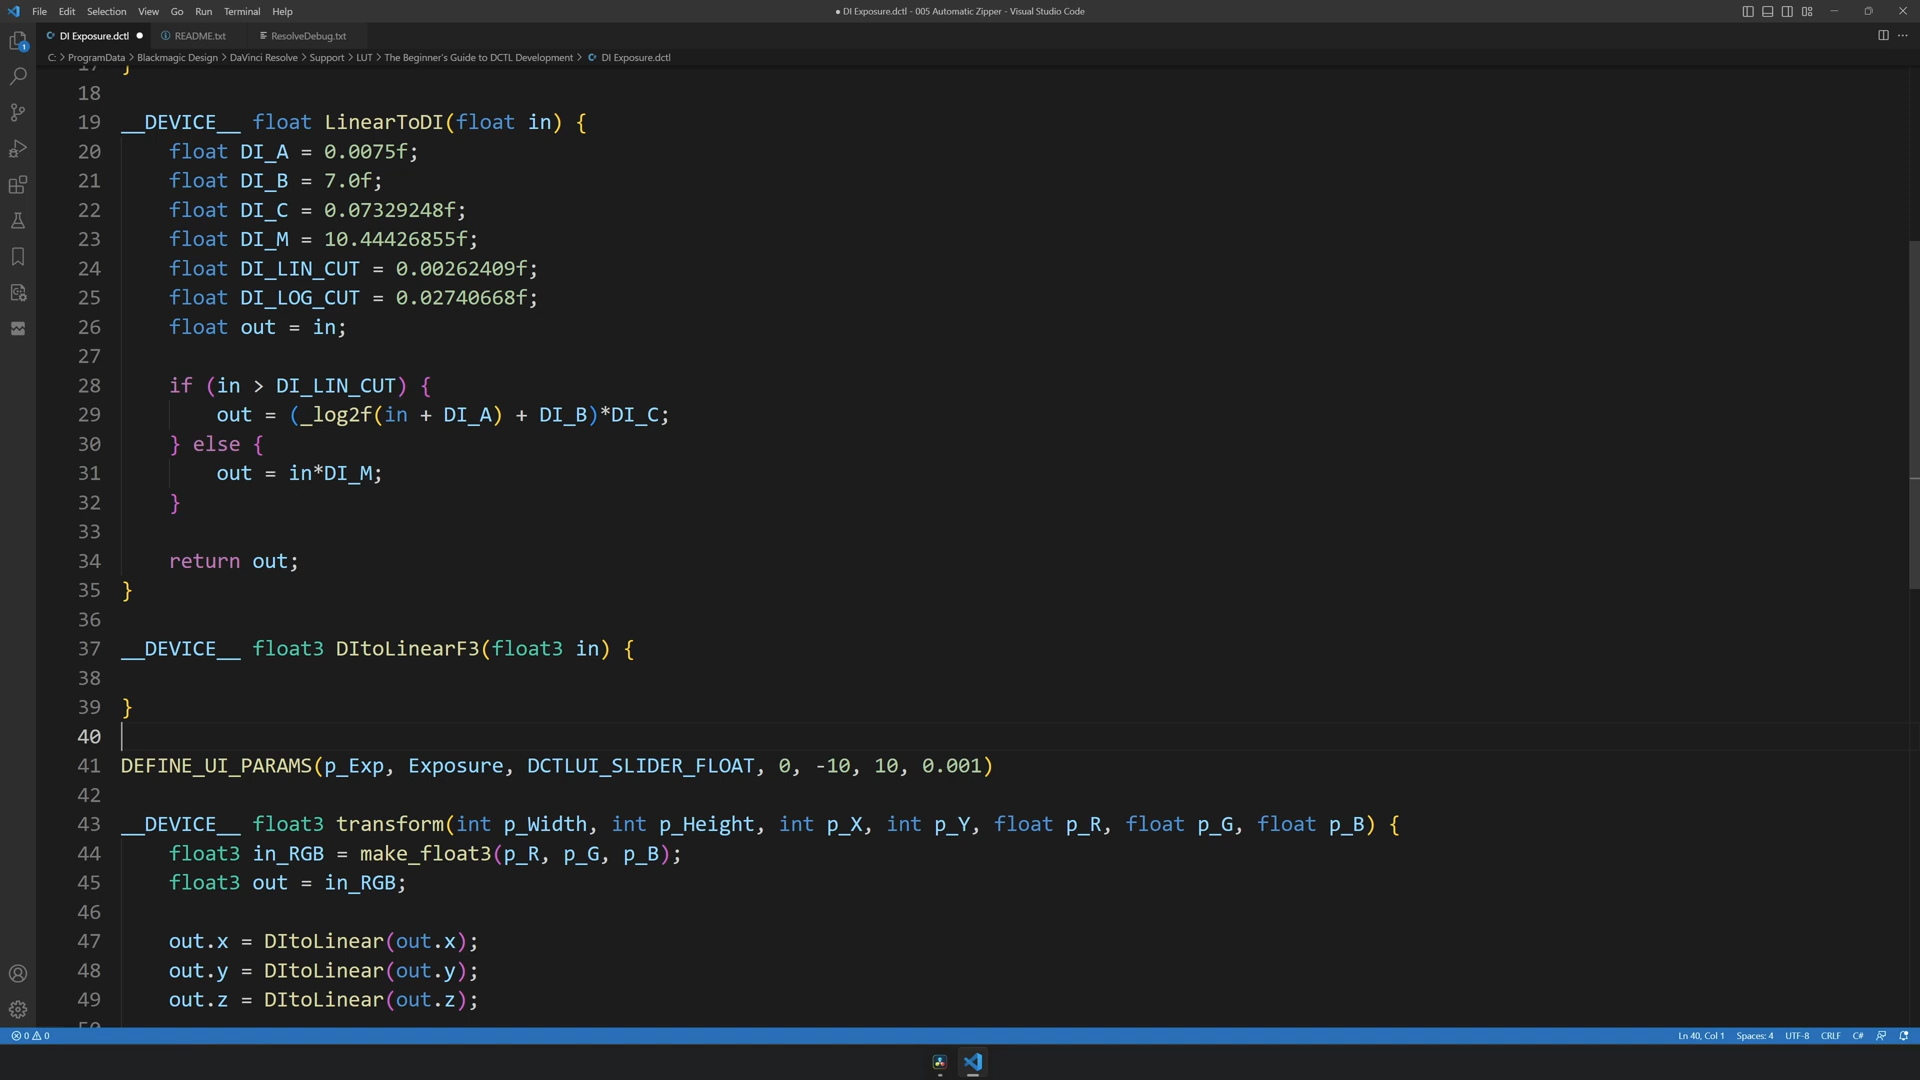 File Edit Selection View Go Run Terminal Help
● DI Exposure.dctl - 005 Automatic Zipper - Visual Studio Code
DI Exposure.dctl ● README.txt ResolveDebug.txt
C: > ProgramData > Blackmagic Design > DaVinci Resolve > Support > LUT > The Beginner's Guide to DCTL Development > DI Exposure.dctl
17 }
18
19 __DEVICE__ float LinearToDI(float in) {
20 float DI_A = 0.0075f;
21 float DI_B = 7.0f;
22 float DI_C = 0.07329248f;
23 float DI_M = 10.44426855f;
24 float DI_LIN_CUT = 0.00262409f;
25 float DI_LOG_CUT = 0.02740668f;
26 float out = in;
27
28 if (in > DI_LIN_CUT) {
29 out = (_log2f(in + DI_A) + DI_B)*DI_C;
30 } else {
31 out = in*DI_M;
32 }
33
34 return out;
35 }
36
37 __DEVICE__ float3 DItoLinearF3(float3 in) {
38
39 }
40
41 DEFINE_UI_PARAMS(p_Exp, Exposure, DCTLUI_SLIDER_FLOAT, 0, -10, 10, 0.001)
42
43 __DEVICE__ float3 transform(int p_Width, int p_Height, int p_X, int p_Y, float p_R, float p_G, float p_B) {
44 float3 in_RGB = make_float3(p_R, p_G, p_B);
45 float3 out = in_RGB;
46
47 out.x = DItoLinear(out.x);
48 out.y = DItoLinear(out.y);
49 out.z = DItoLinear(out.z);
50
1
0 0 Ln 40, Col 1 Spaces: 4 UTF-8 CRLF C#